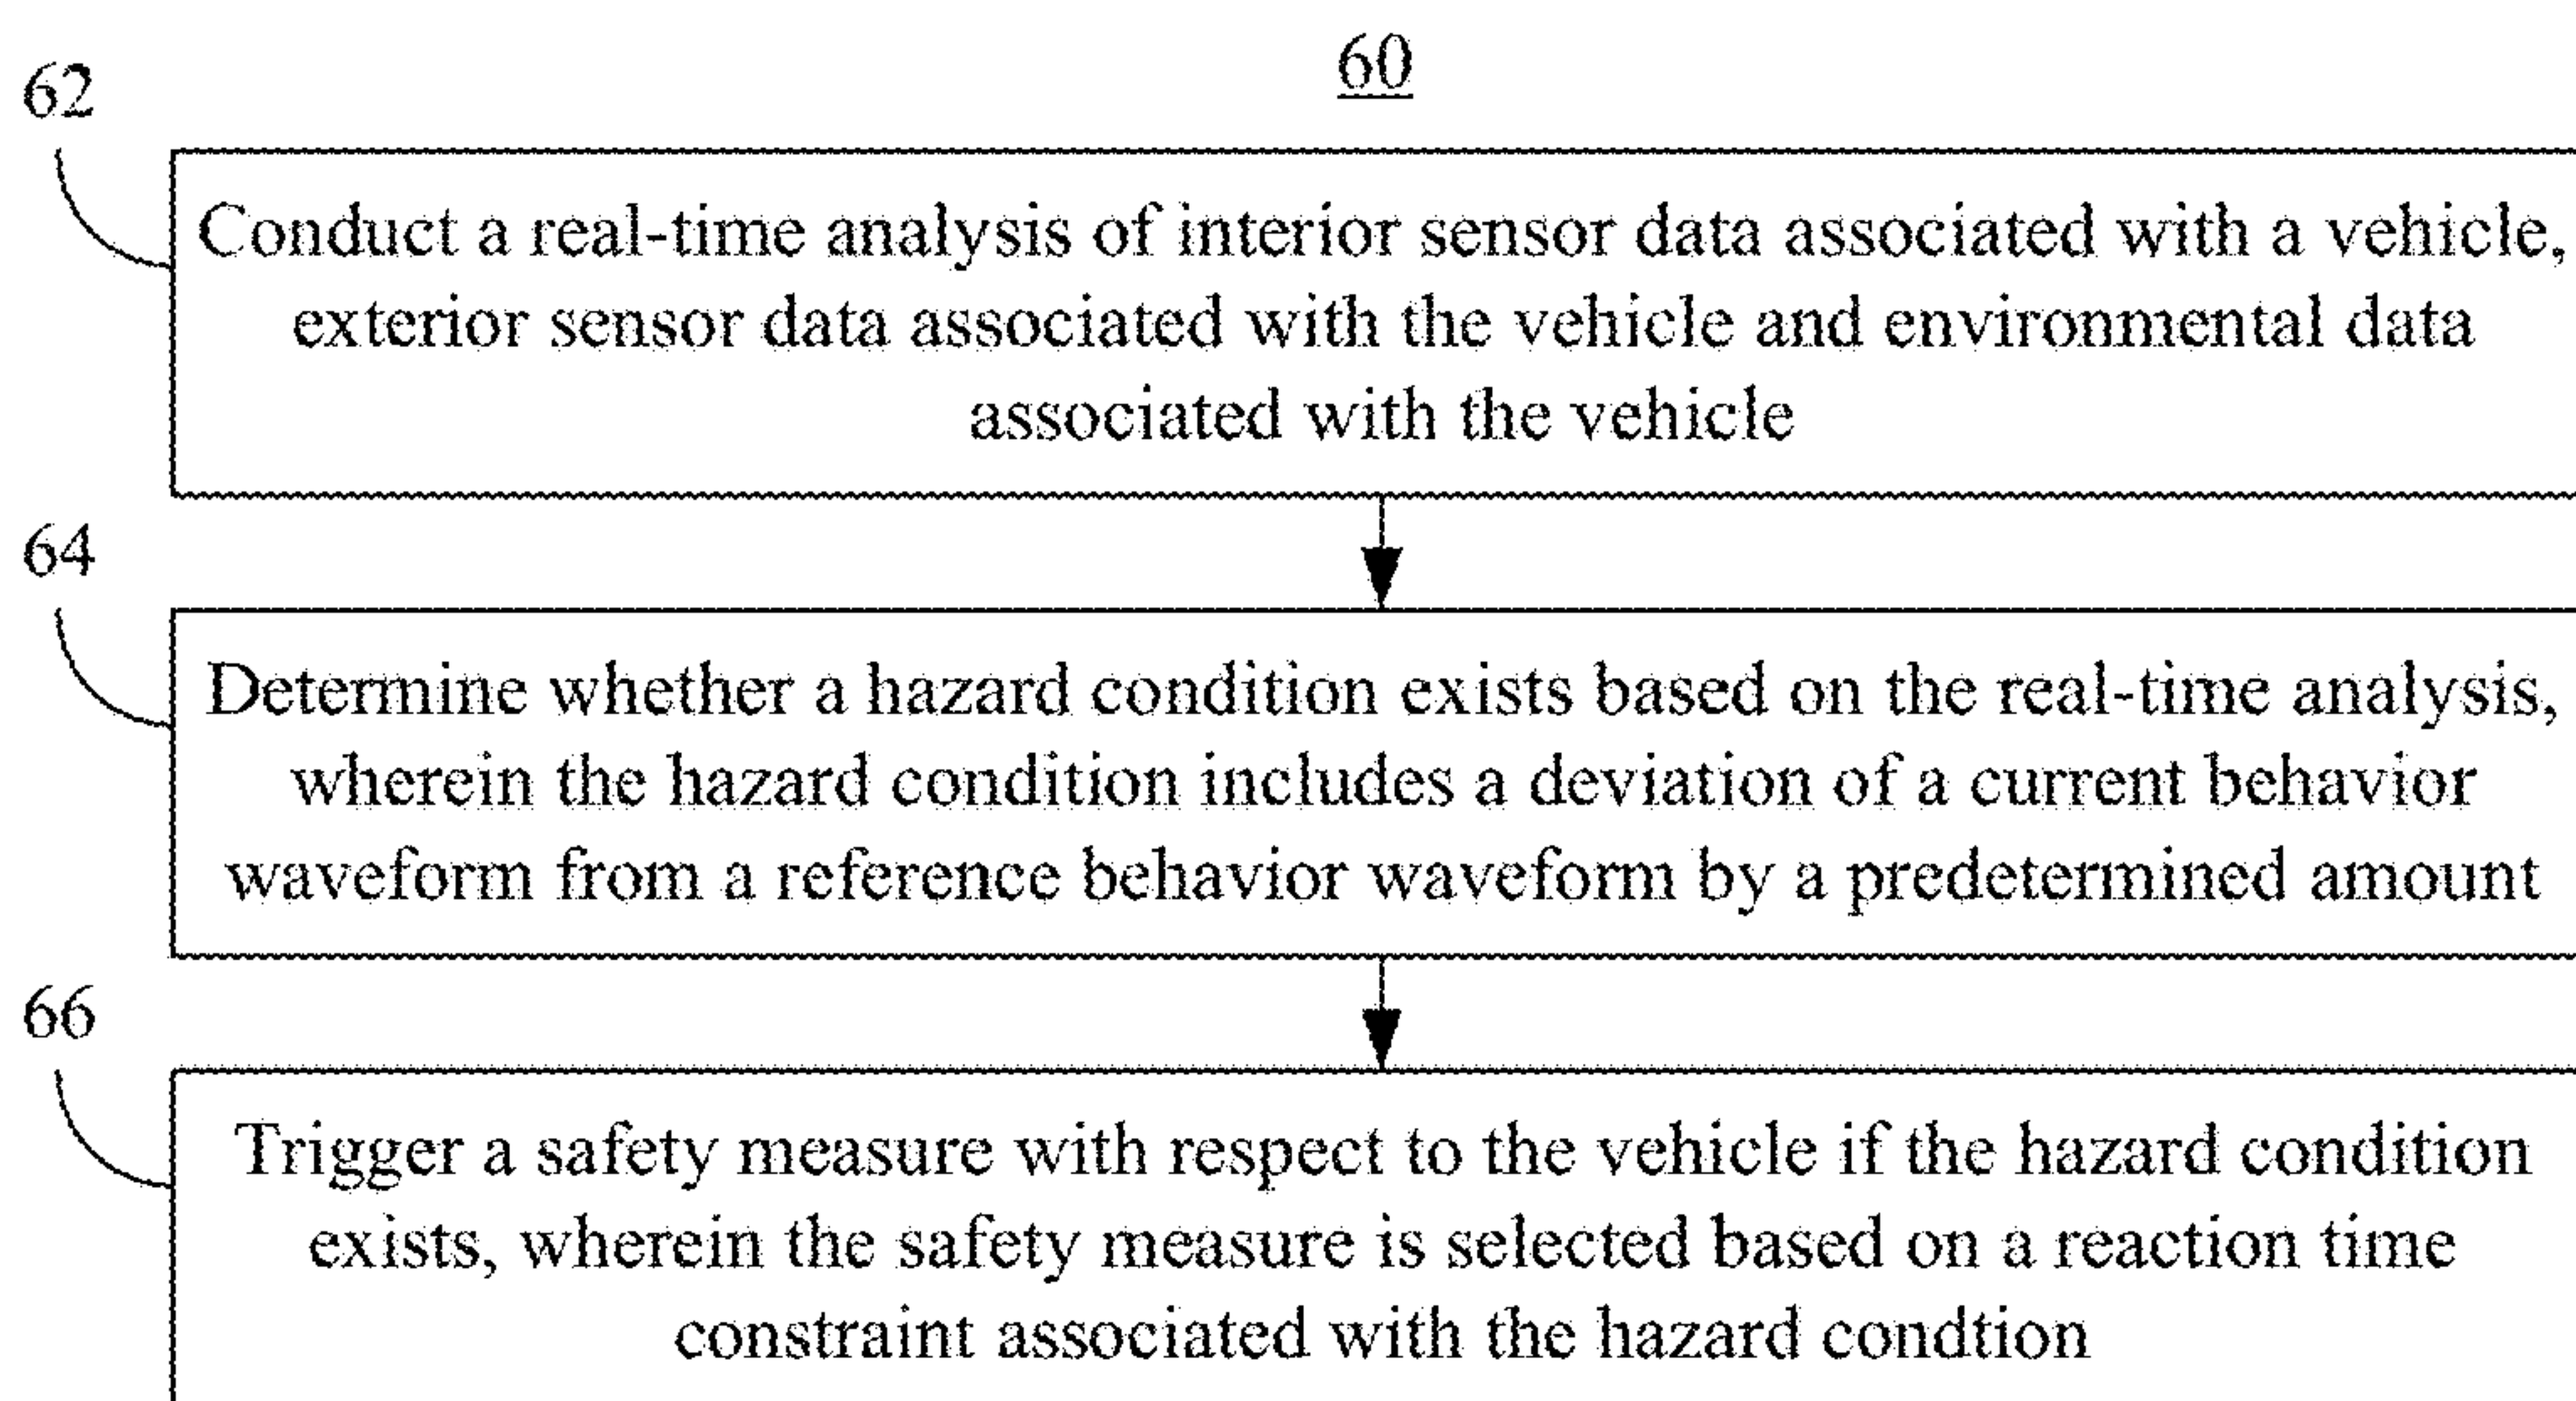 60
62
Conduct a real-time analysis of interior sensor data associated with a vehicle,
exterior sensor data associated with the vehicle and environmental data
associated with the vehicle
64
Determine whether a hazard condition exists based on the real-time analysis,
wherein the hazard condition includes a deviation of a current behavior
waveform from a reference behavior waveform by a predetermined amount
66
Trigger a safety measure with respect to the vehicle if the hazard condition
exists, wherein the safety measure is selected based on a reaction time
constraint associated with the hazard condtion